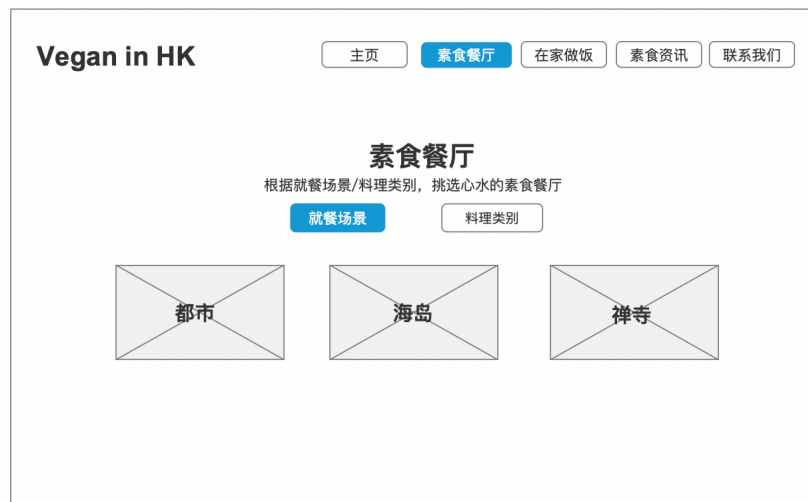 Vegan in HK
主页 素食餐厅 在家做饭 素食资讯 联系我们
素食餐厅
根据就餐场景/料理类别，挑选心水的素食餐厅
就餐场景 料理类别
都市 海岛 禅寺